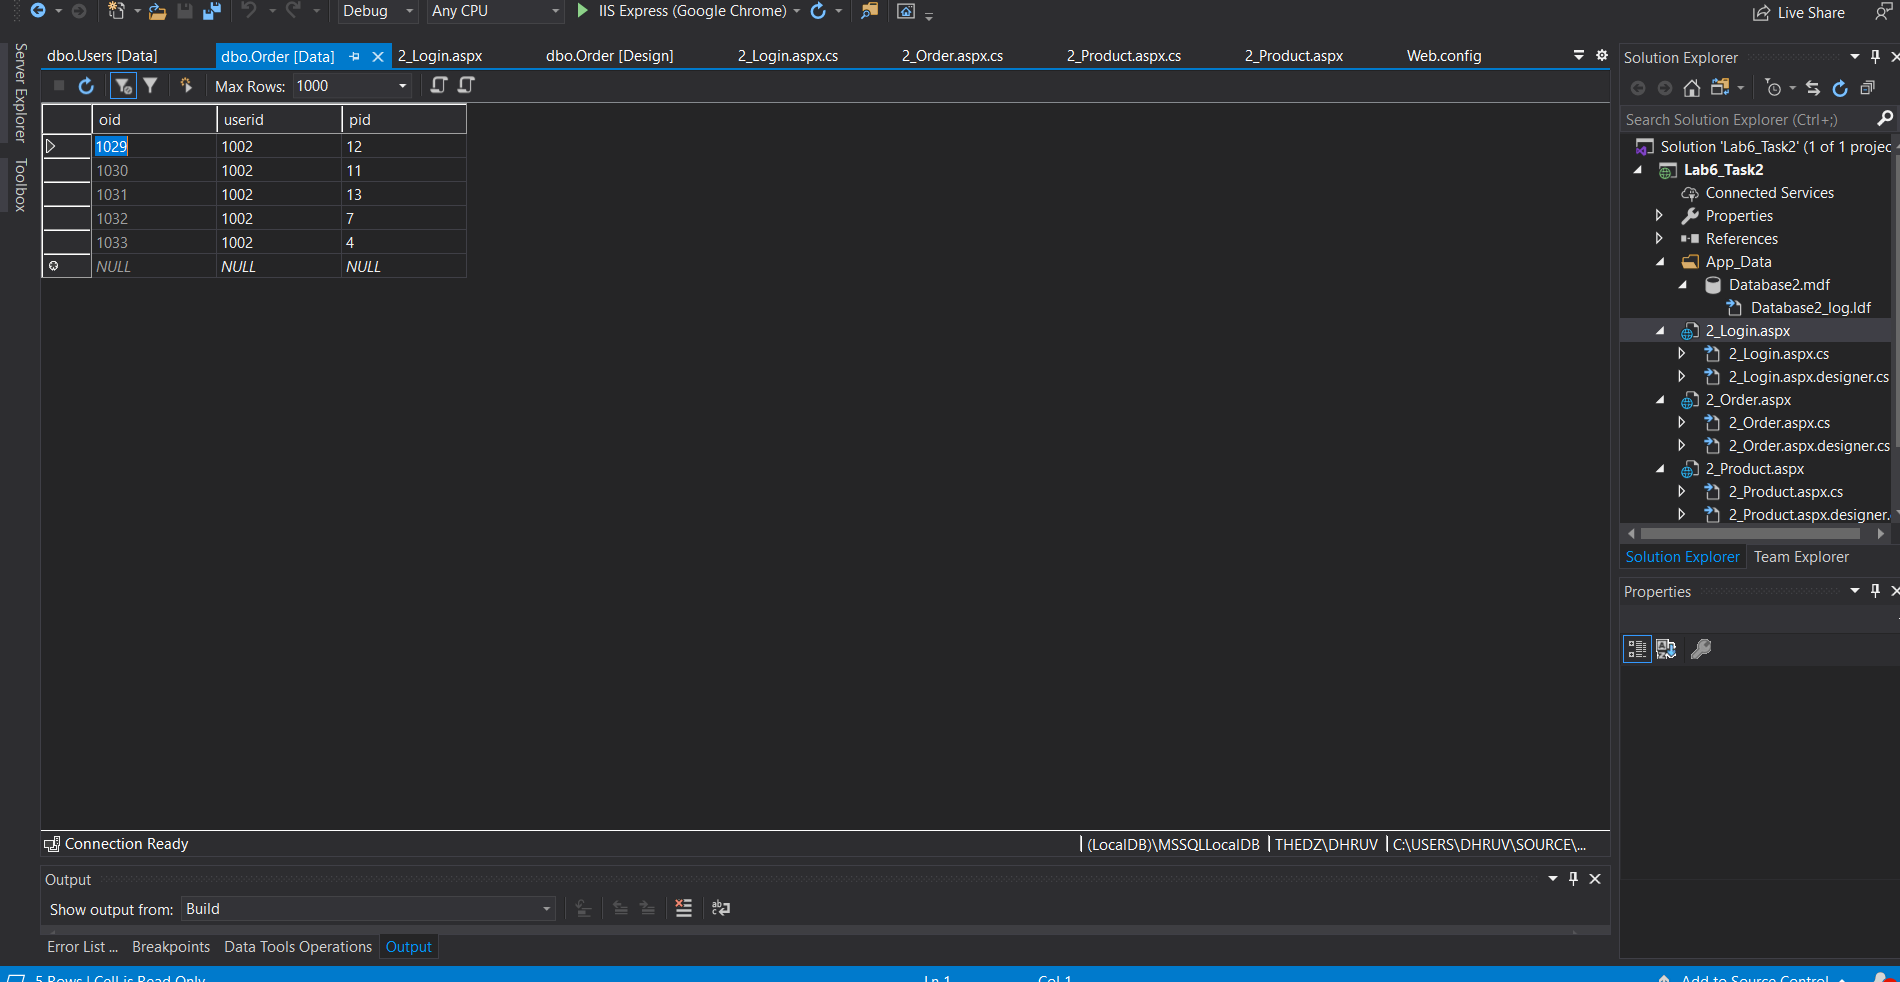 Debug Any CPU IIS Express (Google Chrome) Live Share
Server Explorer
Toolbox
dbo.Users [Data] dbo.Order [Data] 2_Login.aspx dbo.Order [Design] 2_Login.aspx.cs 2_Order.aspx.cs 2_Product.aspx.cs 2_Product.aspx Web.config
Max Rows: 1000
oid userid pid
1029 1002 12
1030 1002 11
1031 1002 13
1032 1002 7
1033 1002 4
NULL NULL NULL
Connection Ready (LocalDB)\MSSQLLocalDB THEDZ\DHRUV C:\USERS\DHRUV\SOURCE\...
Output
Show output from: Build
Error List ... Breakpoints Data Tools Operations Output
Solution Explorer
Search Solution Explorer (Ctrl+;)
Solution 'Lab6_Task2' (1 of 1 projec
Lab6_Task2
Connected Services
Properties
References
App_Data
Database2.mdf
Database2_log.ldf
2_Login.aspx
2_Login.aspx.cs
2_Login.aspx.designer.cs
2_Order.aspx
2_Order.aspx.cs
2_Order.aspx.designer.cs
2_Product.aspx
2_Product.aspx.cs
2_Product.aspx.designer.
Solution Explorer Team Explorer
Properties
5 Rows | Cell is Read Only Ln 1 Col 1 Add to Source Control